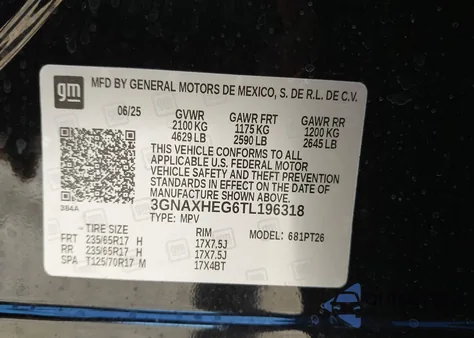 gm
MFD BY GENERAL MOTORS DE MEXICO, S. DE R.L. DE C.V.
06/25 GVWR GAWR FRT GAWR RR
2100 KG 1175 KG 1200 KG
4629 LB 2590 LB 2645 LB
THIS VEHICLE CONFORMS TO ALL
APPLICABLE U.S. FEDERAL MOTOR
VEHICLE SAFETY AND THEFT PREVENTION
STANDARDS IN EFFECT ON THE DATE OF
MANUFACTURE SHOWN ABOVE.
384A 3GNAXHEG6TL196318
TYPE: MPV
TIRE SIZE RIM MODEL: 681PT26
FRT 235/65R17 H 17X7.5J
RR 235/65R17 H 17X7.5J
SPA T125/70R17 M 17X4BT